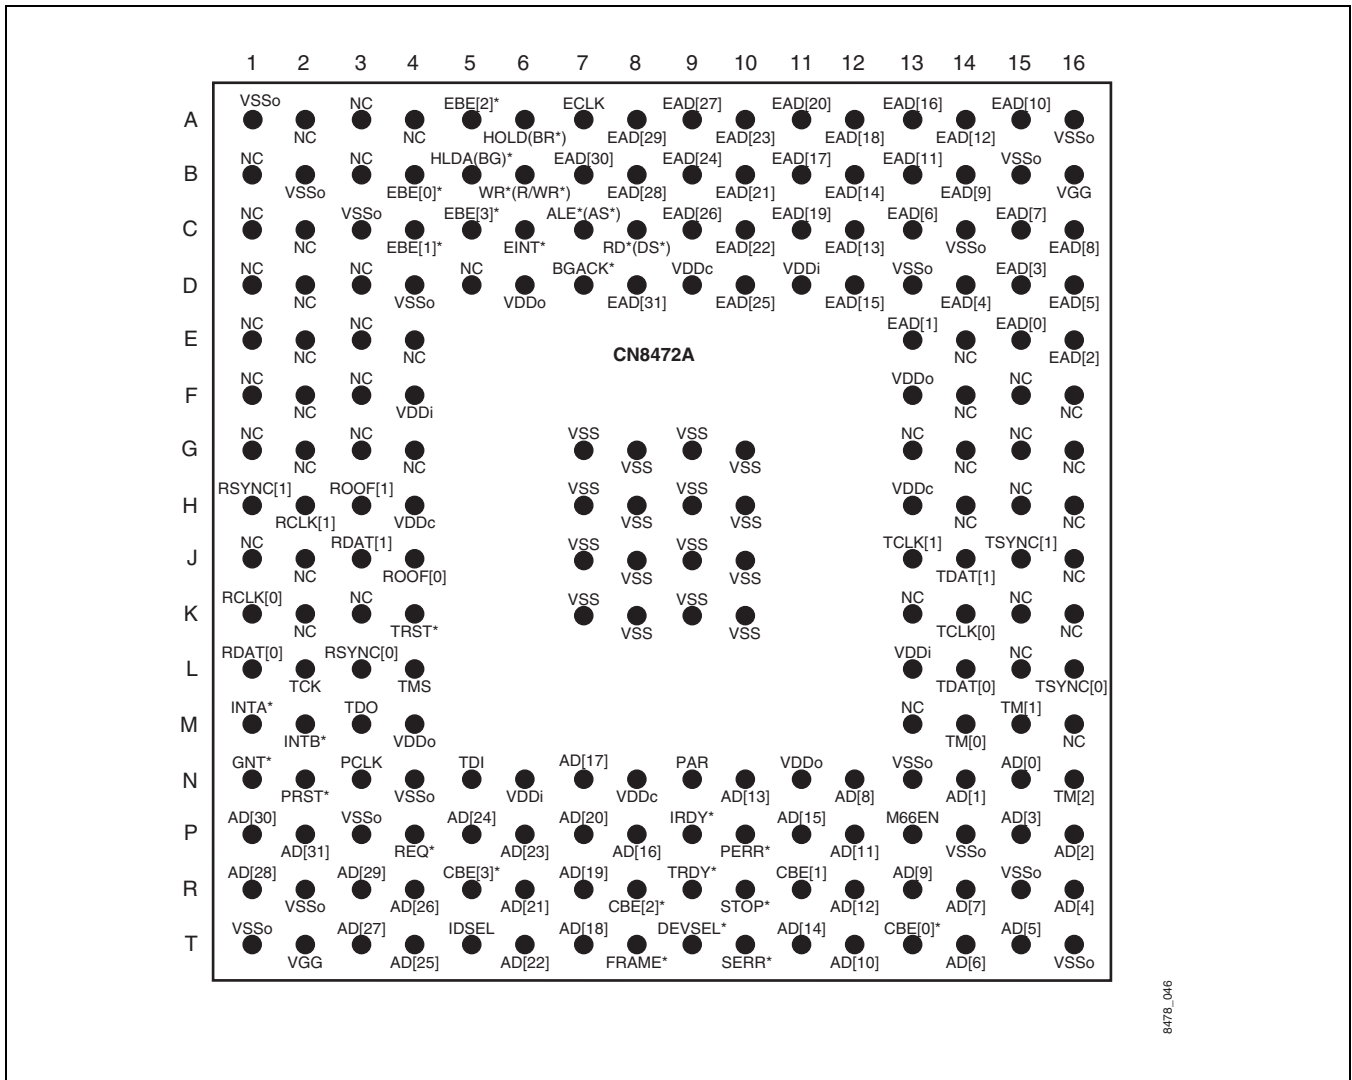 1 2 3 4 5 6 7 8 9 10 11 12 13 14 15 16
A
VSSo NC EBE[2]* ECLK EAD[27] EAD[20] EAD[16] EAD[10]
NC NC HOLD(BR*) EAD[29] EAD[23] EAD[18] EAD[12] VSSo
B
NC NC HLDA(BG)* EAD[30] EAD[24] EAD[17] EAD[11] VSSo
VSSo EBE[0]* WR*(R/WR*) EAD[28] EAD[21] EAD[14] EAD[9] VGG
C
NC VSSo EBE[3]* ALE*(AS*) EAD[26] EAD[19] EAD[6] EAD[7]
NC EBE[1]* EINT* RD*(DS*) EAD[22] EAD[13] VSSo EAD[8]
D
NC NC NC BGACK* VDDc VDDi VSSo EAD[3]
NC VSSo VDDo EAD[31] EAD[25] EAD[15] EAD[4] EAD[5]
E
NC NC EAD[1] EAD[0]
NC NC NC EAD[2]
CN8472A
F
NC NC VDDo NC
NC VDDi NC NC
G
NC NC VSS VSS NC NC
NC NC VSS VSS NC NC
H
RSYNC[1] ROOF[1] VSS VSS VDDc NC
RCLK[1] VDDc VSS VSS NC NC
J
NC RDAT[1] VSS VSS TCLK[1] TSYNC[1]
NC ROOF[0] VSS VSS TDAT[1] NC
K
RCLK[0] NC VSS VSS NC NC
NC TRST* VSS VSS TCLK[0] NC
L
RDAT[0] RSYNC[0] VDDi NC
TCK TMS TDAT[0] TSYNC[0]
M
INTA* TDO NC TM[1]
INTB* VDDo TM[0] NC
N
GNT* PCLK TDI AD[17] PAR VDDo VSSo AD[0]
PRST* VSSo VDDi VDDc AD[13] AD[8] AD[1] TM[2]
P
AD[30] VSSo AD[24] AD[20] IRDY* AD[15] M66EN AD[3]
AD[31] REQ* AD[23] AD[16] PERR* AD[11] VSSo AD[2]
R
AD[28] AD[29] CBE[3]* AD[19] TRDY* CBE[1] AD[9] VSSo
VSSo AD[26] AD[21] CBE[2]* STOP* AD[12] AD[7] AD[4]
T
VSSo AD[27] IDSEL AD[18] DEVSEL* AD[14] CBE[0]* AD[5]
VGG AD[25] AD[22] FRAME* SERR* AD[10] AD[6] VSSo
8478_046